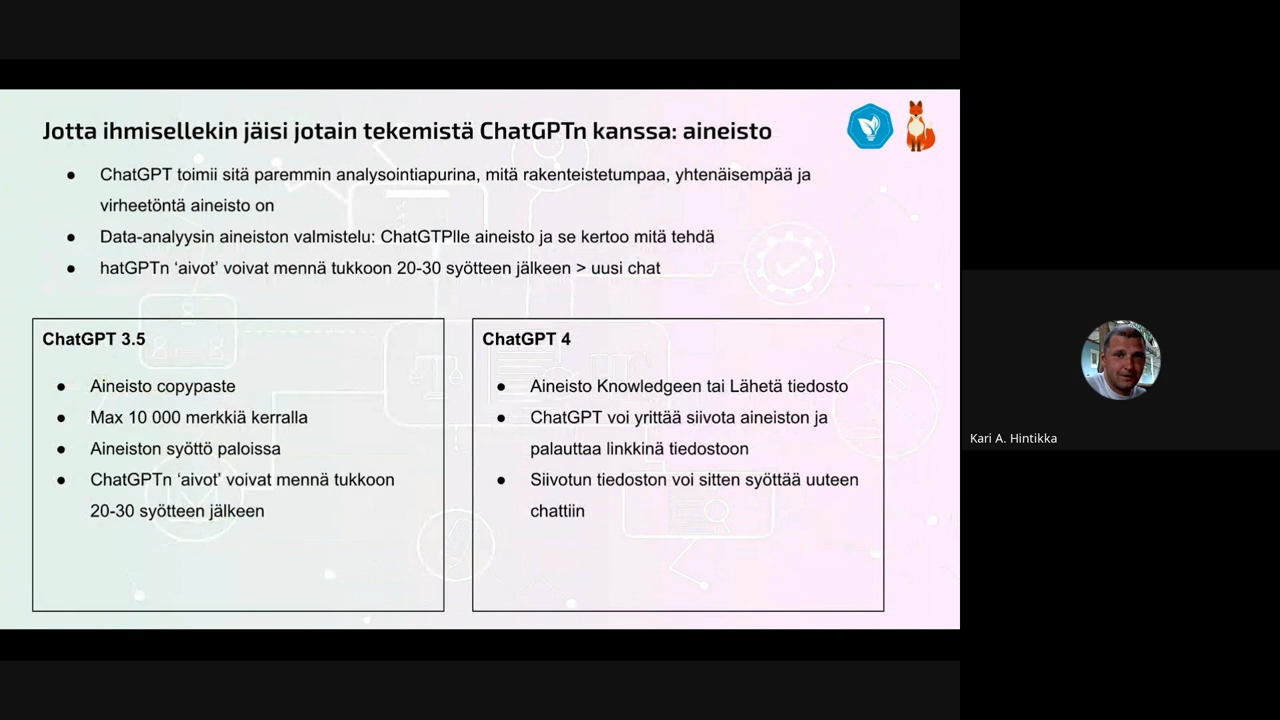 Jotta ihmisellekin jäisi jotain tekemistä ChatGPTn kanssa: aineisto
● ChatGPT toimii sitä paremmin analysointiapurina, mitä rakenteistetumpaa, yhtenäisempää ja
virheetöntä aineisto on
● Data-analyysin aineiston valmistelu: ChatGTPlle aineisto ja se kertoo mitä tehdä
● hatGPTn ‘aivot’ voivat mennä tukkoon 20-30 syötteen jälkeen > uusi chat
ChatGPT 3.5
● Aineisto copypaste
● Max 10 000 merkkiä kerralla
● Aineiston syöttö paloissa
● ChatGPTn ‘aivot’ voivat mennä tukkoon
20-30 syötteen jälkeen
ChatGPT 4
● Aineisto Knowledgeen tai Lähetä tiedosto
● ChatGPT voi yrittää siivota aineiston ja
palauttaa linkkinä tiedostoon
● Siivotun tiedoston voi sitten syöttää uuteen
chattiin
Kari A. Hintikka